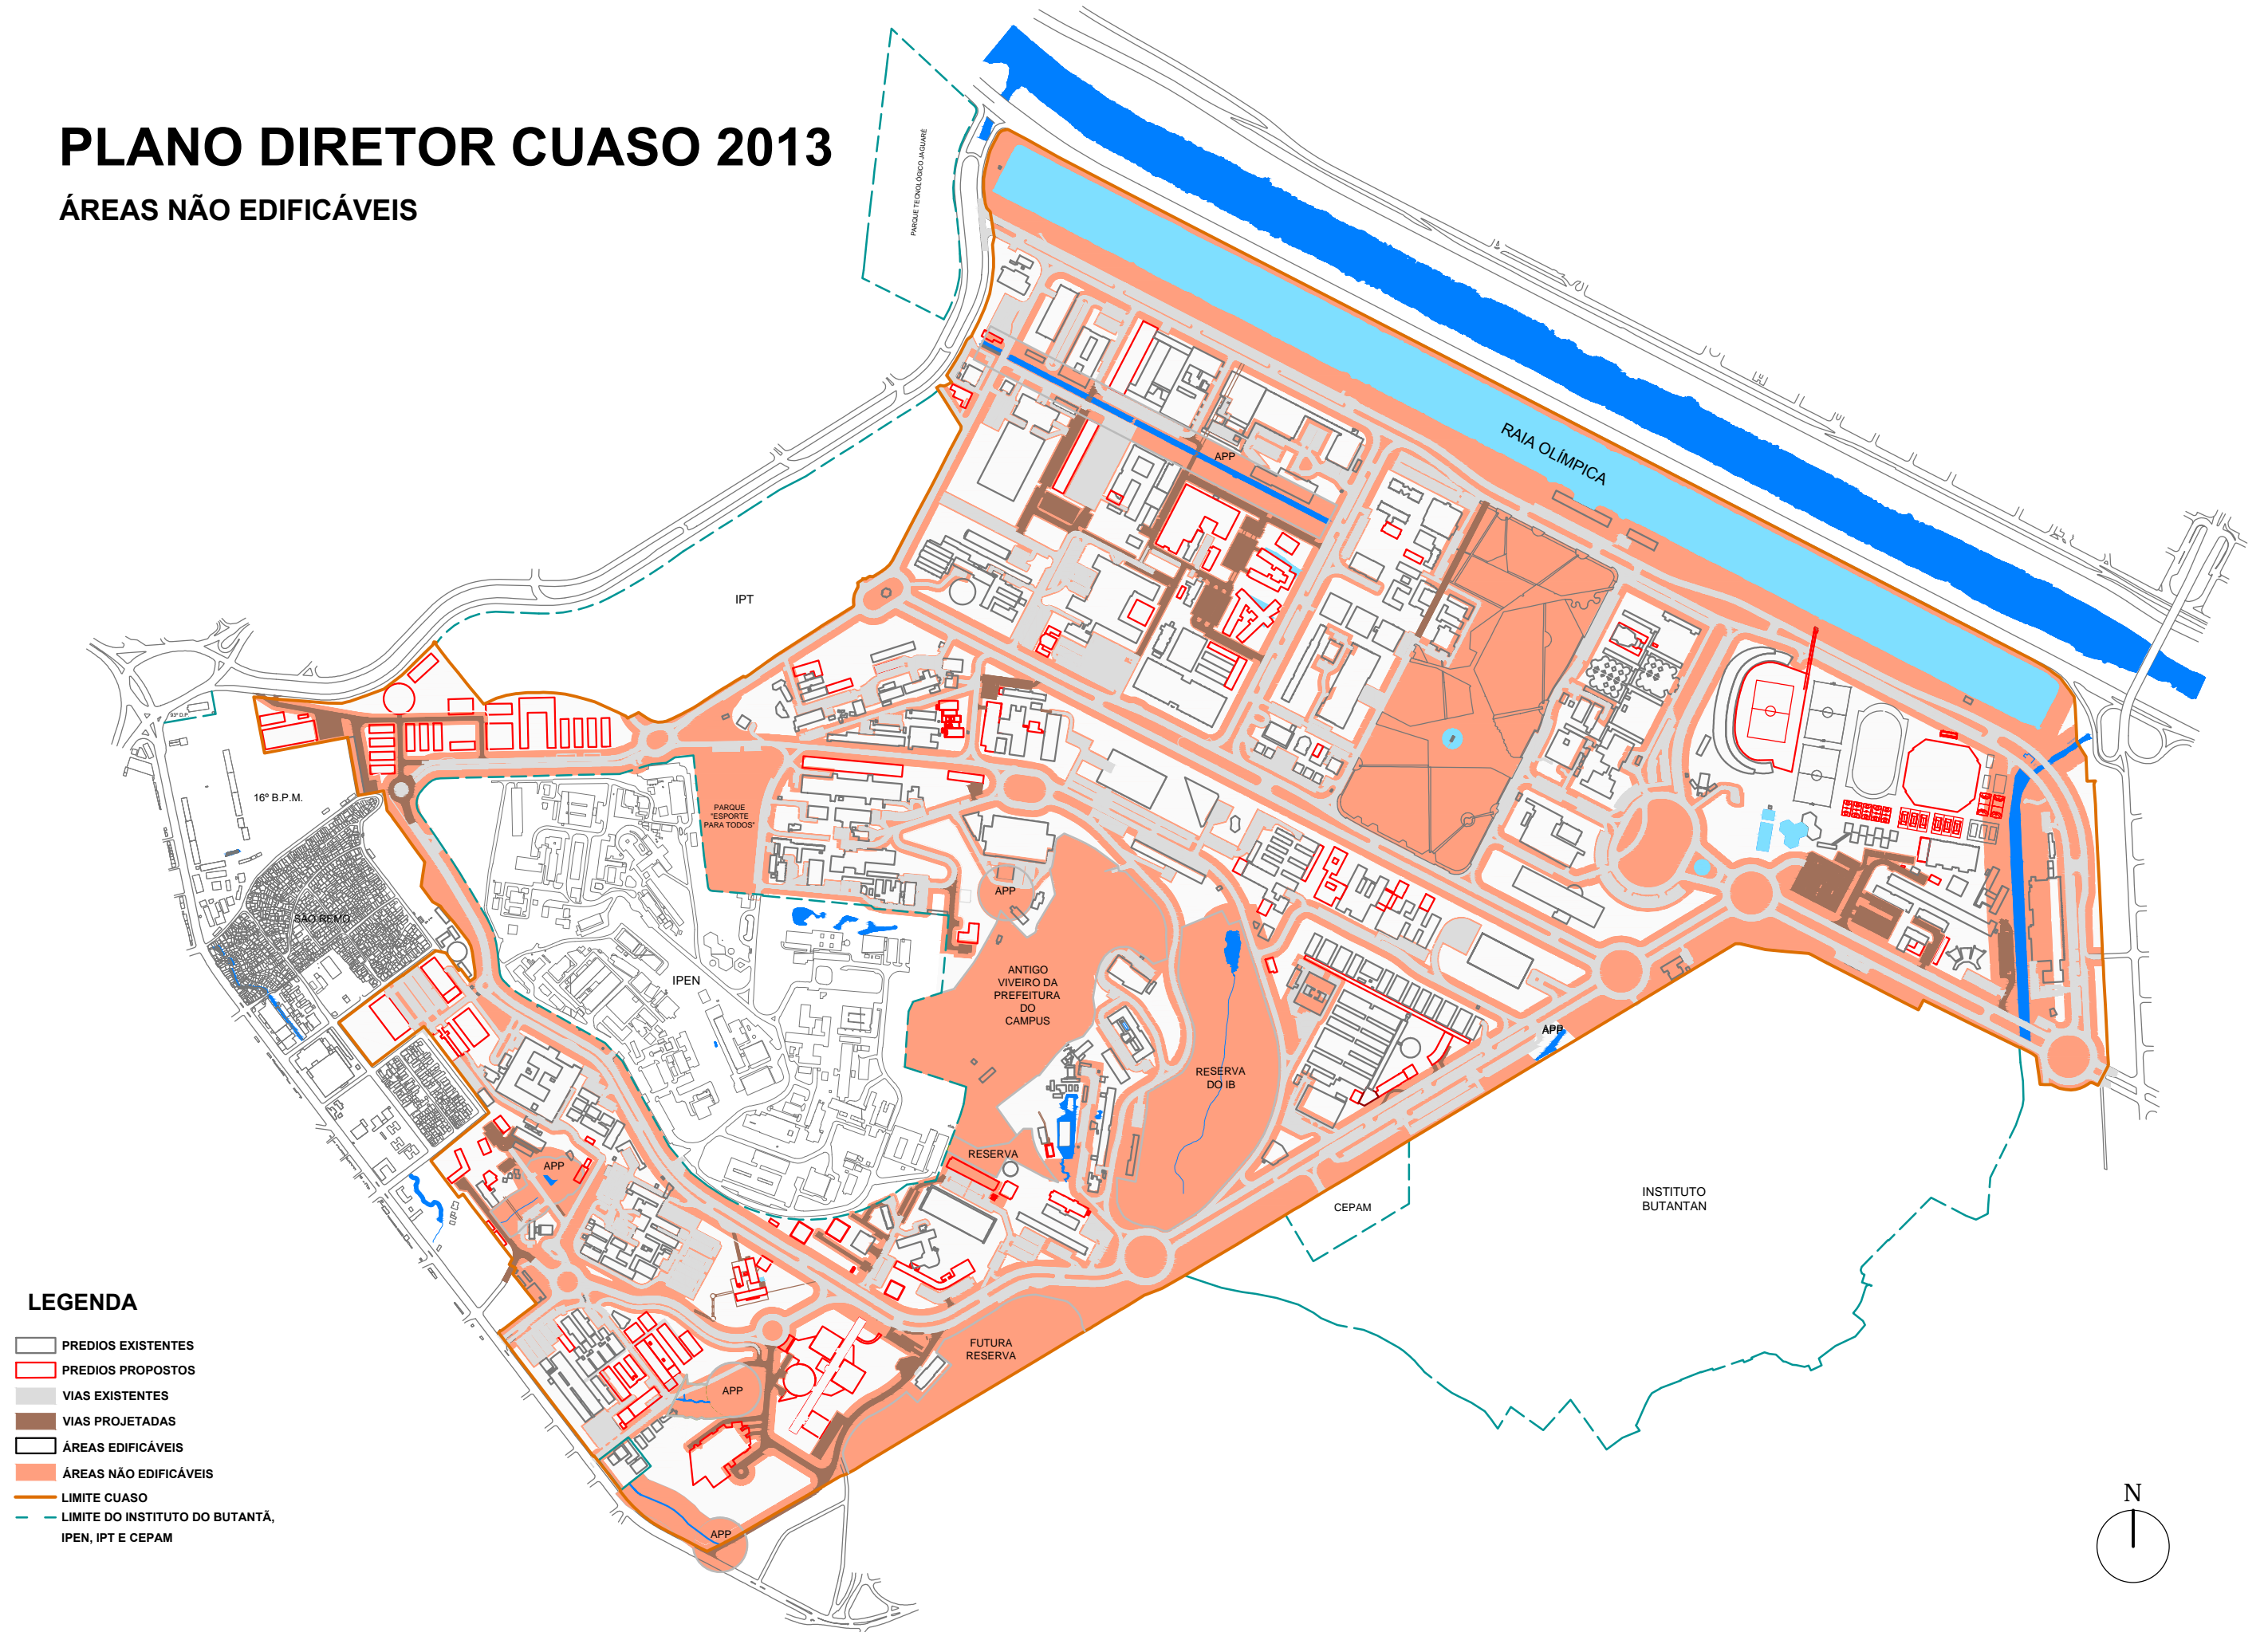 PLANO DIRETOR CUASO 2013
ÁREAS NÃO EDIFICÁVEIS
PARQUE TECNOLÓGICO JAGUARÉ
RAIA OLÍMPICA
APP
IPT
93º D.P.
16º B.P.M.
PARQUE
"ESPORTE
PARA TODOS"
SÃO REMO
APP
IPEN
ANTIGO
VIVEIRO DA
PREFEITURA
DO
CAMPUS
APP
RESERVA
DO IB
RESERVA
APP
CEPAM
INSTITUTO
BUTANTAN
FUTURA
RESERVA
APP
APP
LEGENDA
PREDIOS EXISTENTES
PREDIOS PROPOSTOS
VIAS EXISTENTES
VIAS PROJETADAS
ÁREAS EDIFICÁVEIS
ÁREAS NÃO EDIFICÁVEIS
LIMITE CUASO
LIMITE DO INSTITUTO DO BUTANTÃ,
IPEN, IPT E CEPAM
N